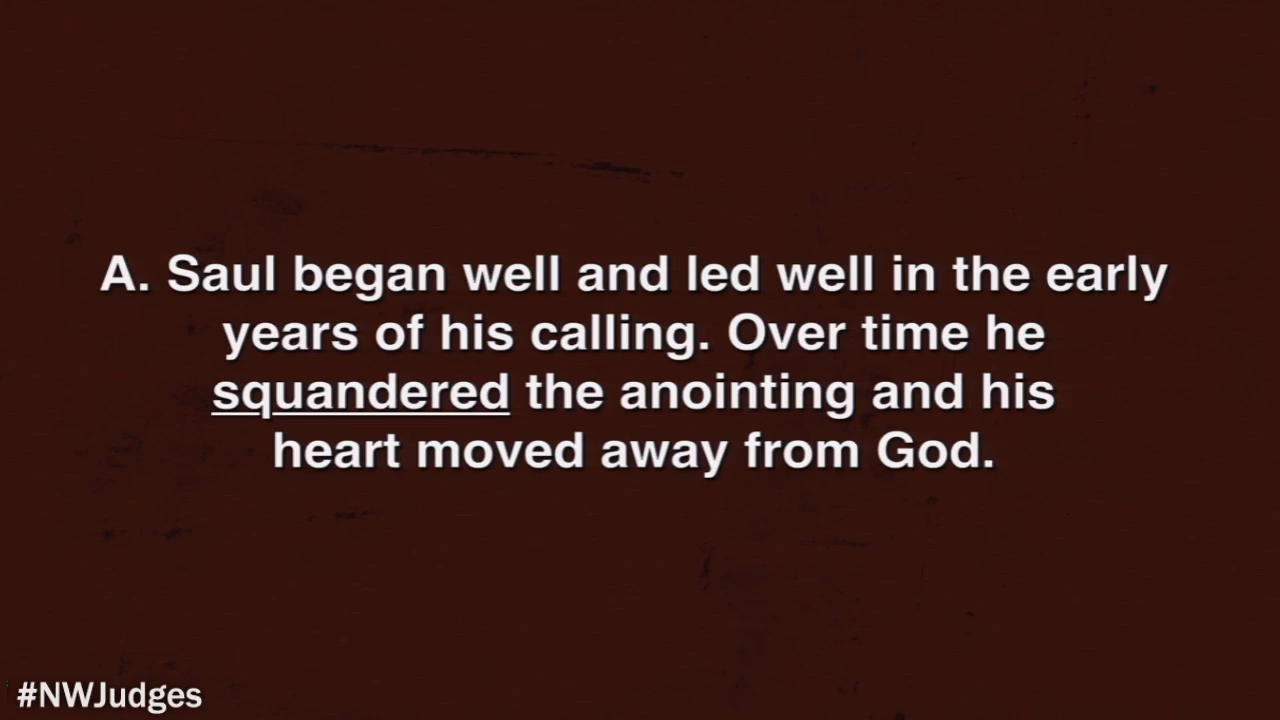 A. Saul began well and led well in the early
years of his calling. Over time he
squandered the anointing and his
heart moved away from God.
#NWJudges